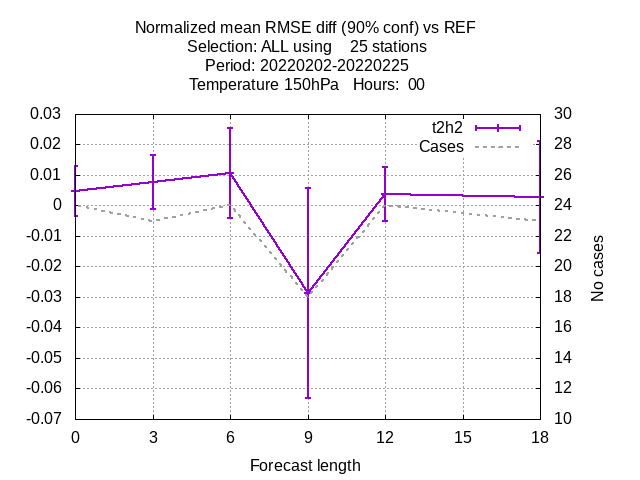 Normalized mean RMSE diff (90% conf) vs REF
Selection: ALL using    25 stations
Period: 20220202-20220225
Temperature 150hPa   Hours:  00
0.03
0.02
0.01
0
-0.01
-0.02
-0.03
-0.04
-0.05
-0.06
-0.07
t2h2
Cases
30
28
26
24
22
20
18
16
14
12
10
No cases
0 3 6 9 12 15 18
Forecast length